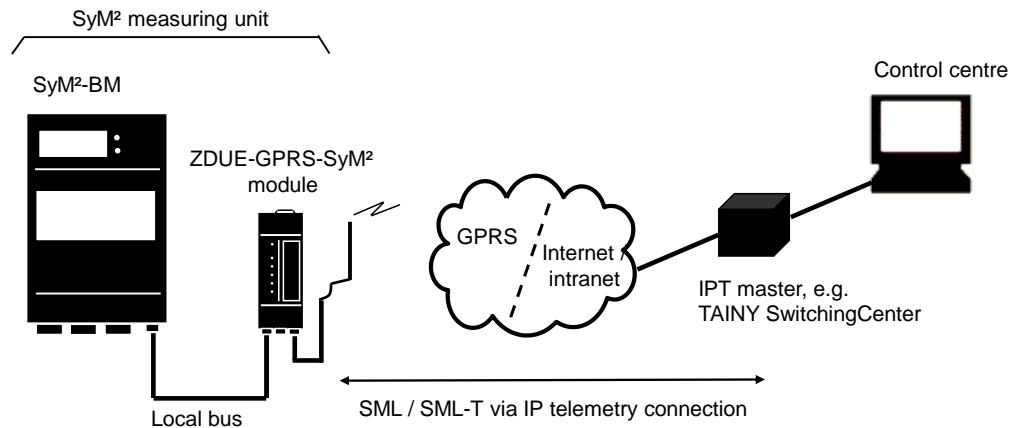 SyM² measuring unit
SyM²-BM
Control centre
ZDUE-GPRS-SyM²
module
GPRS
Internet /
intranet
IPT master, e.g.
TAINY SwitchingCenter
SML / SML-T via IP telemetry connection
Local bus